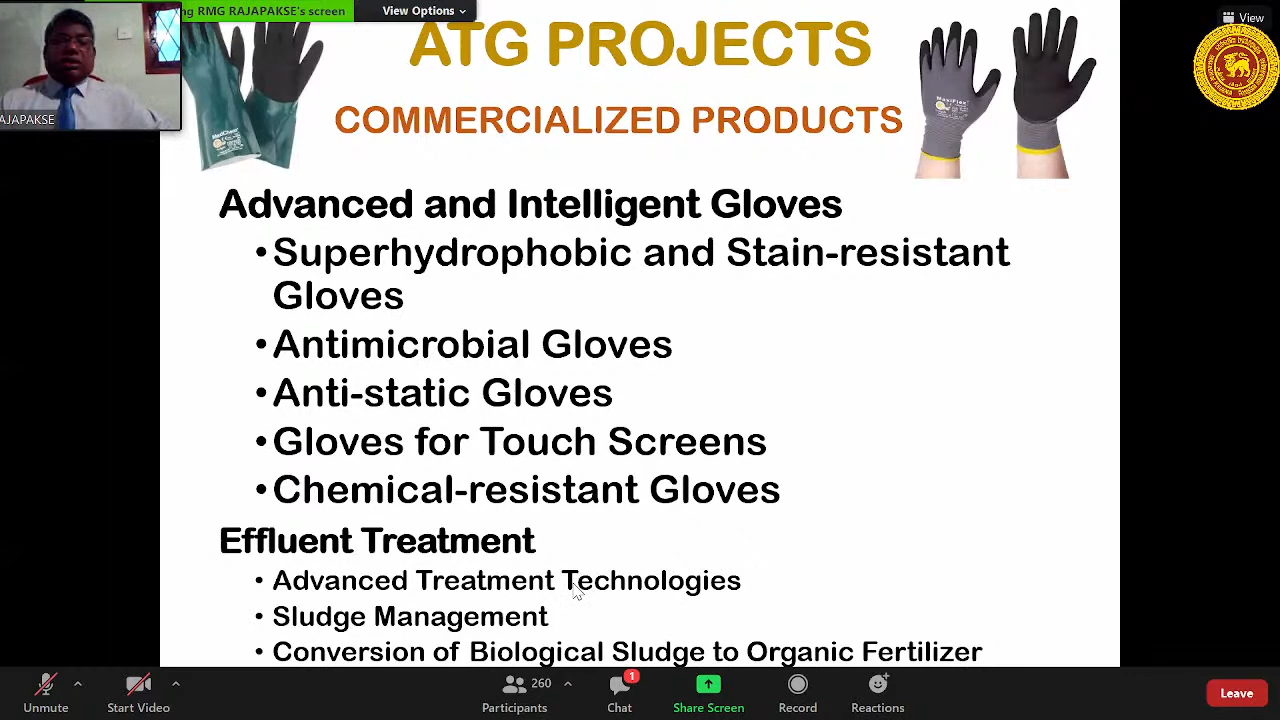 ng RMG RAJAPAKSE's screen
View Options
View
ATG PROJECTS
COMMERCIALIZED PRODUCTS
AJAPAKSE
MaxiFlex
Advanced and Intelligent Gloves
•Superhydrophobic and Stain-resistant
Gloves
•Antimicrobial Gloves
•Anti-static Gloves
•Gloves for Touch Screens
•Chemical-resistant Gloves
Effluent Treatment
• Advanced Treatment Technologies
• Sludge Management
• Conversion of Biological Sludge to Organic Fertilizer
Unmute
Start Video
260
Participants
1
Chat
Share Screen
Record
Reactions
Leave